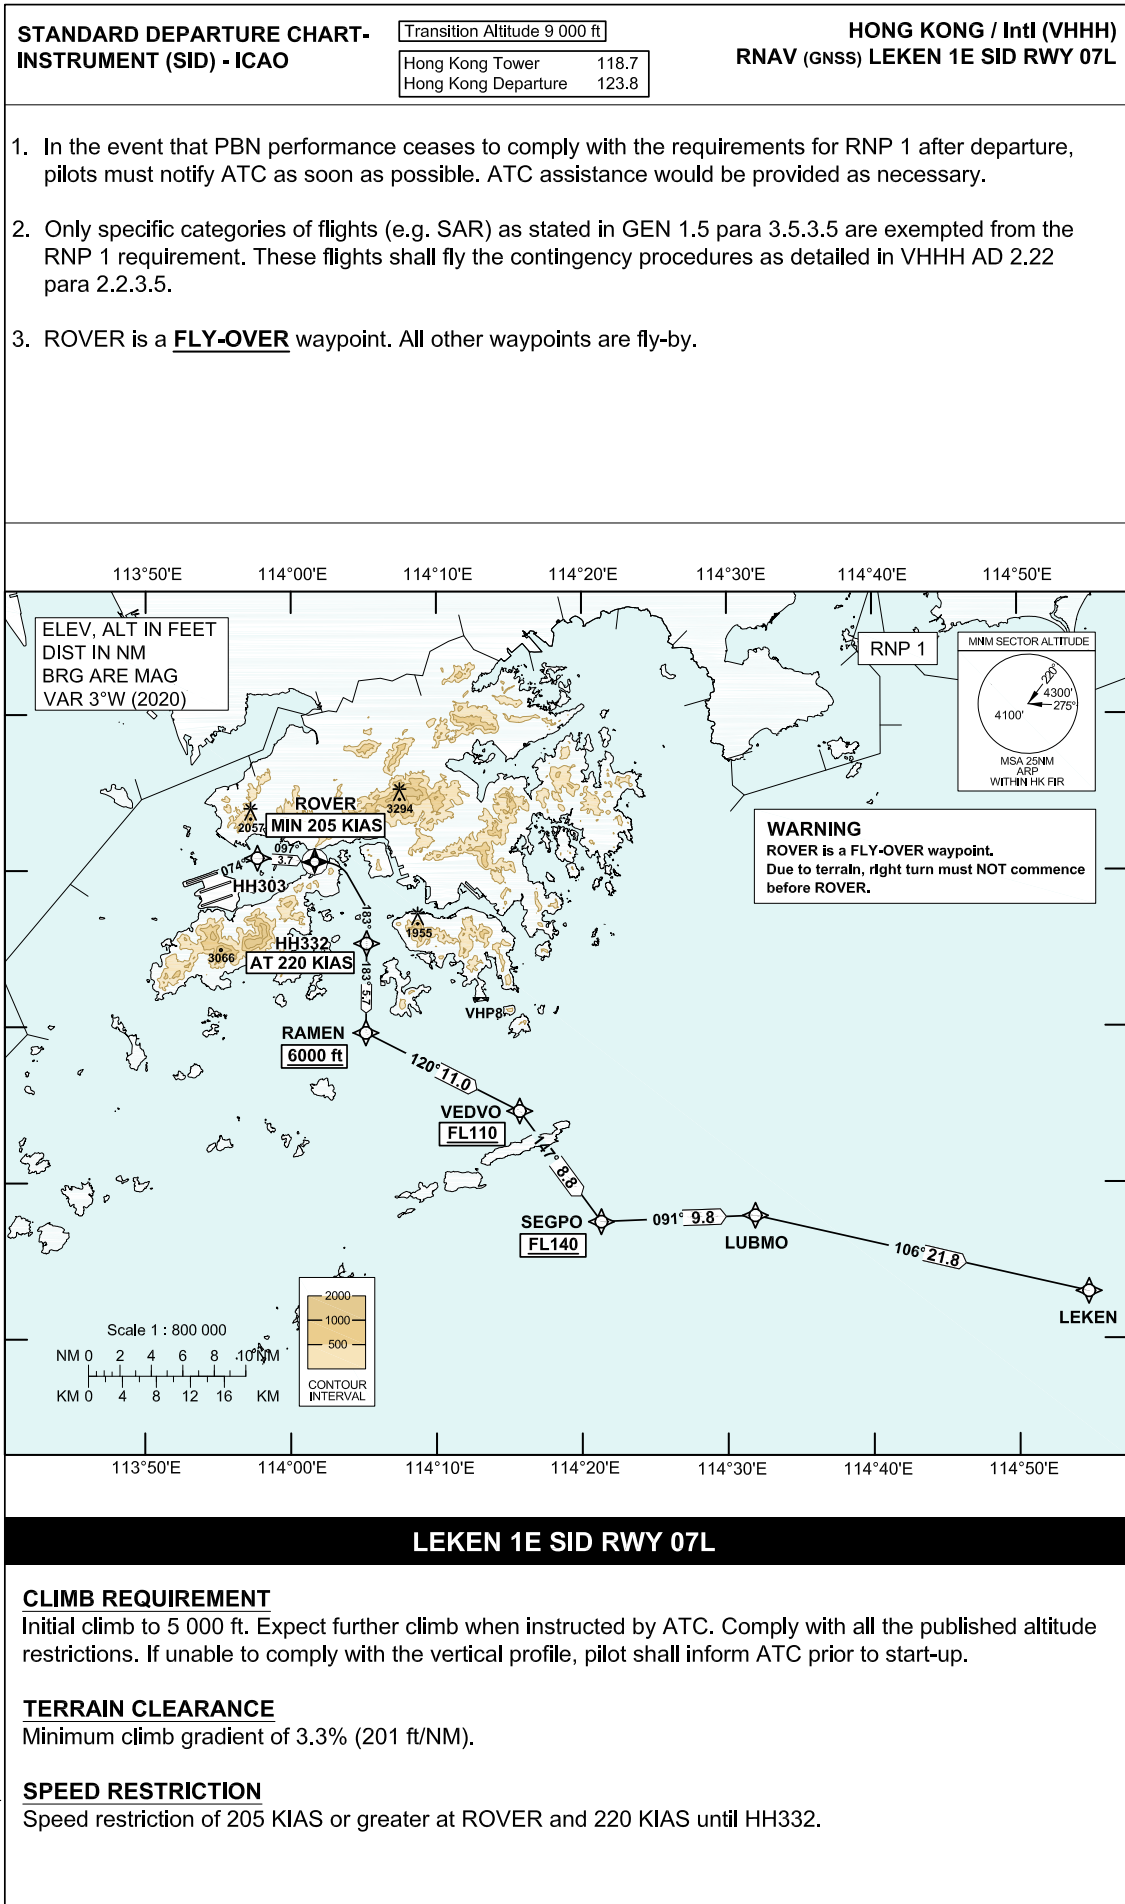 STANDARD DEPARTURE CHART-
INSTRUMENT (SID) - ICAO
Transition Altitude 9 000 ft
Hong Kong Tower 118.7
Hong Kong Departure 123.8
HONG KONG / Intl (VHHH)
RNAV (GNSS) LEKEN 1E SID RWY 07L
1. In the event that PBN performance ceases to comply with the requirements for RNP 1 after departure,
pilots must notify ATC as soon as possible. ATC assistance would be provided as necessary.
2. Only specific categories of flights (e.g. SAR) as stated in GEN 1.5 para 3.5.3.5 are exempted from the
RNP 1 requirement. These flights shall fly the contingency procedures as detailed in VHHH AD 2.22
para 2.2.3.5.
3. ROVER is a FLY-OVER waypoint. All other waypoints are fly-by.
113°50'E 114°00'E 114°10'E 114°20'E 114°30'E 114°40'E 114°50'E
ELEV, ALT IN FEET
DIST IN NM
BRG ARE MAG
VAR 3°W (2020)
RNP 1
MNM SECTOR ALTITUDE
220°
4300'
275°
4100'
MSA 25NM
ARP
WITHIN HK FIR
ROVER
MIN 205 KIAS
3294
2057
WARNING
ROVER is a FLY-OVER waypoint.
Due to terrain, right turn must NOT commence
before ROVER.
074°
097°
3.7
HH303
183°
1955
HH332
AT 220 KIAS
3066
183° 5.7
VHP8
RAMEN
6000 ft
120° 11.0
VEDVO
FL110
147° 8.8
SEGPO
FL140
091° 9.8
LUBMO
106° 21.8
LEKEN
2000
1000
500
CONTOUR
INTERVAL
Scale 1 : 800 000
NM 0 2 4 6 8 10 NM
KM 0 4 8 12 16 KM
113°50'E 114°00'E 114°10'E 114°20'E 114°30'E 114°40'E 114°50'E
LEKEN 1E SID RWY 07L
CLIMB REQUIREMENT
Initial climb to 5 000 ft. Expect further climb when instructed by ATC. Comply with all the published altitude
restrictions. If unable to comply with the vertical profile, pilot shall inform ATC prior to start-up.
TERRAIN CLEARANCE
Minimum climb gradient of 3.3% (201 ft/NM).
SPEED RESTRICTION
Speed restriction of 205 KIAS or greater at ROVER and 220 KIAS until HH332.